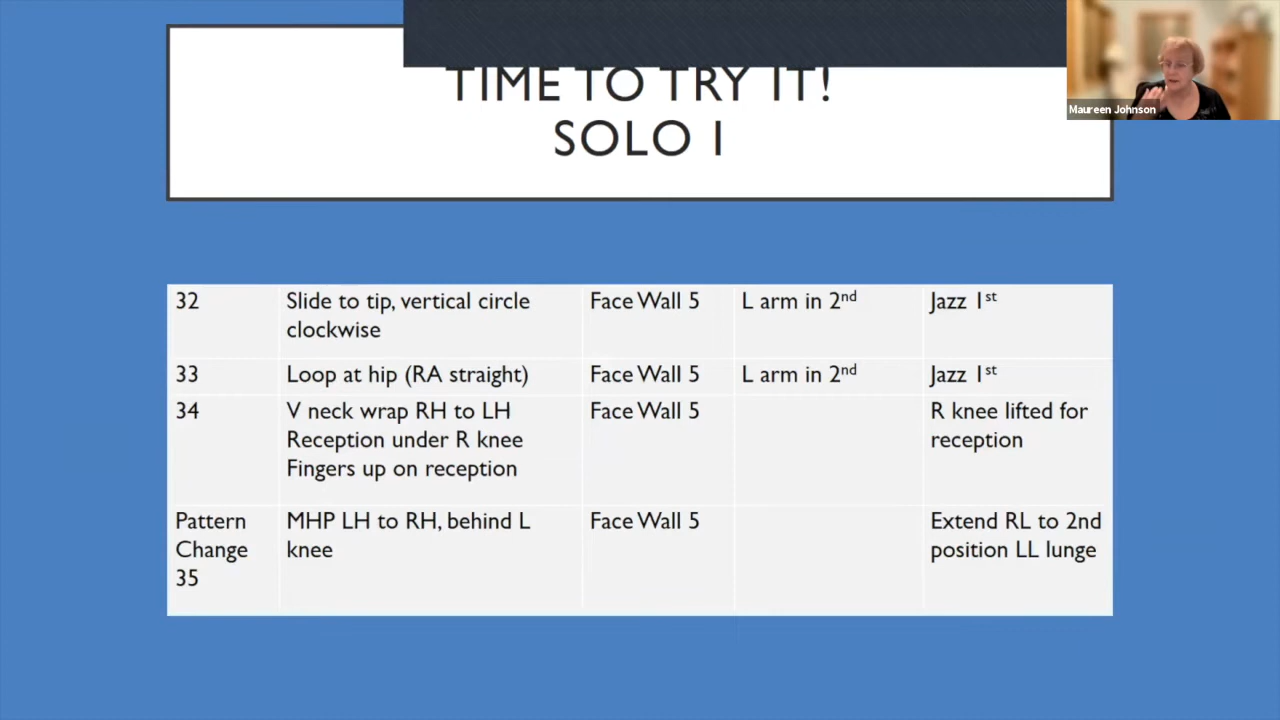 TIME TO TRY IT!
SOLO 1
Maureen Johnson
32
Slide to tip, vertical circle
clockwise
Face Wall 5
L arm in 2nd
Jazz 1st
33
Loop at hip (RA straight)
Face Wall 5
L arm in 2nd
Jazz 1st
34
V neck wrap RH to LH
Reception under R knee
Fingers up on reception
Face Wall 5
R knee lifted for
reception
Pattern
Change
35
MHP LH to RH, behind L
knee
Face Wall 5
Extend RL to 2nd
position LL lunge